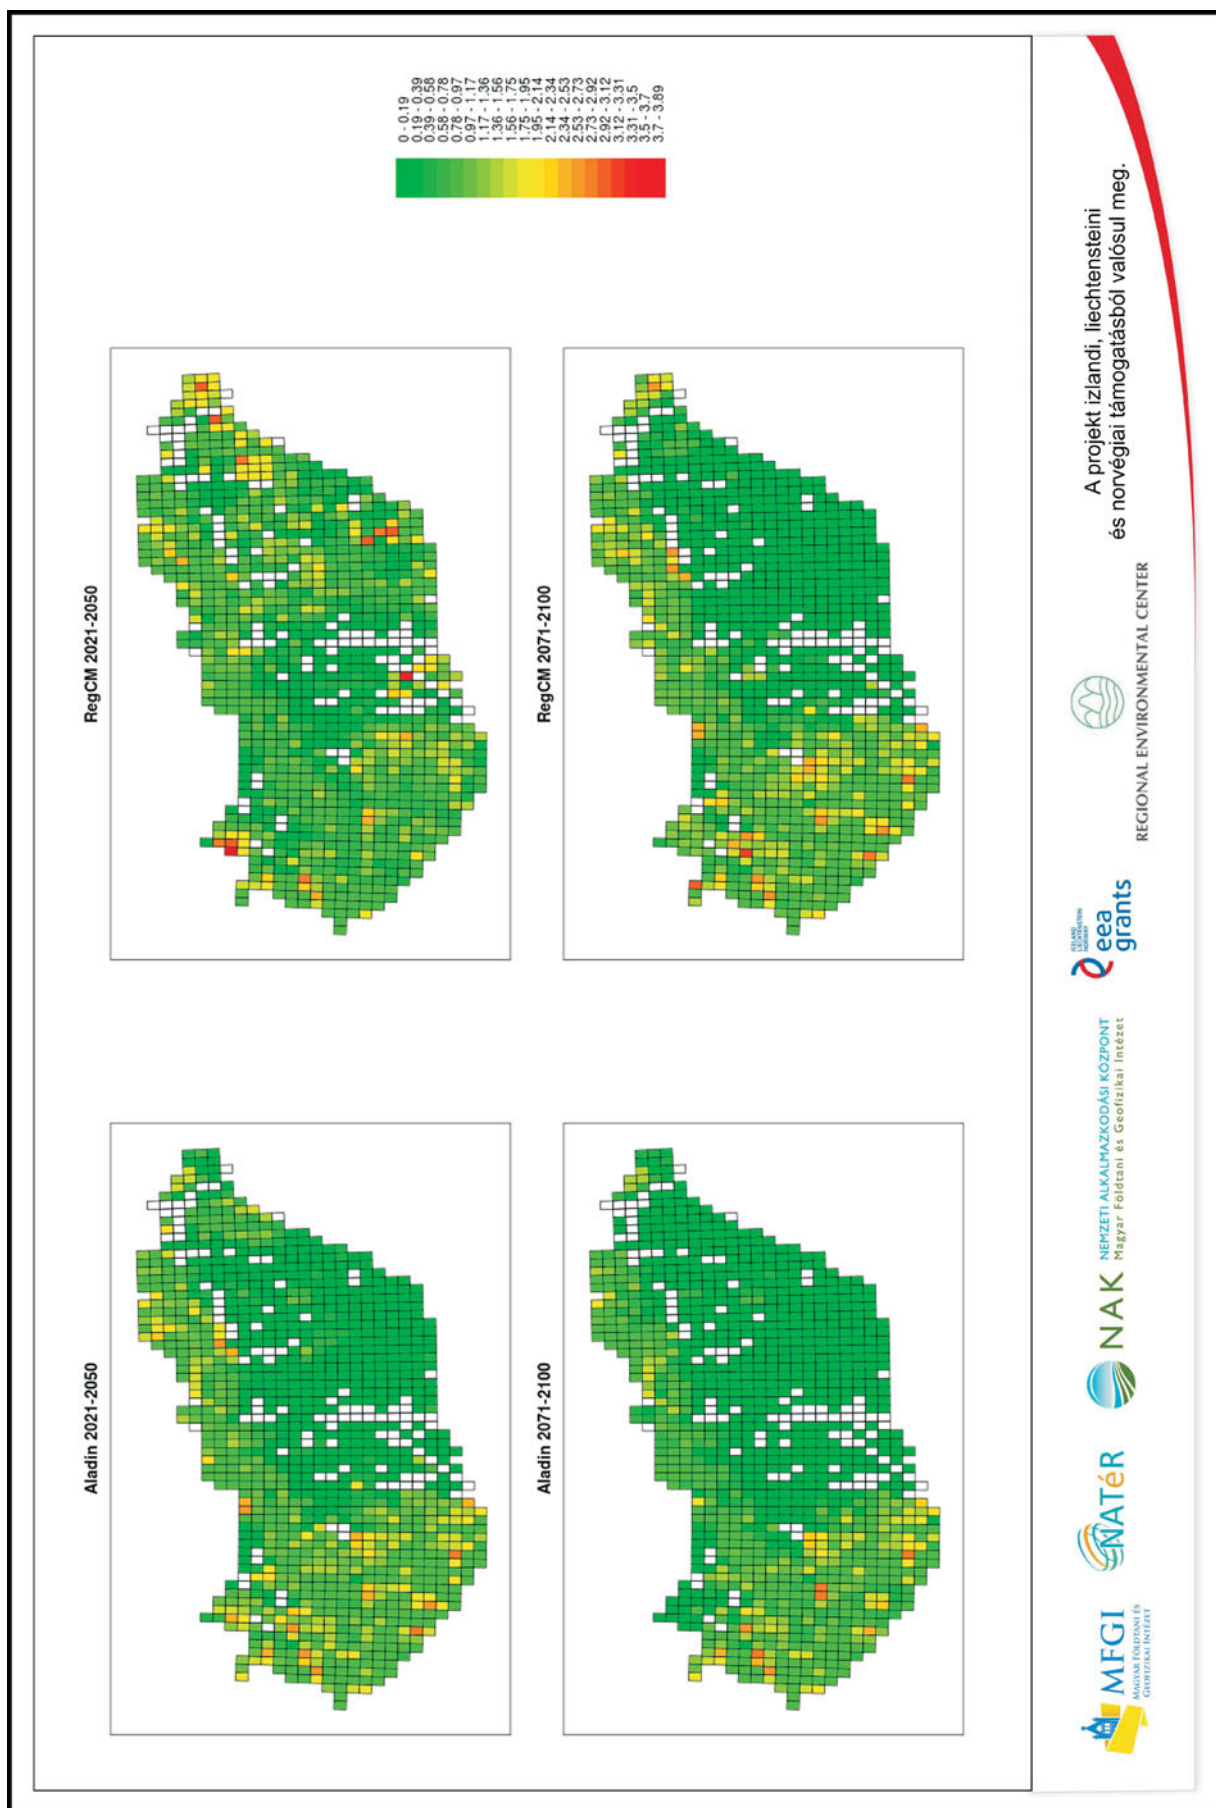 Aladin 2021-2050
RegCM 2021-2050
Aladin 2071-2100
RegCM 2071-2100
0 - 0.19
0.19 - 0.39
0.39 - 0.58
0.58 - 0.78
0.78 - 0.97
0.97 - 1.17
1.17 - 1.36
1.36 - 1.56
1.56 - 1.75
1.75 - 1.95
1.95 - 2.14
2.14 - 2.34
2.34 - 2.53
2.53 - 2.73
2.73 - 2.92
2.92 - 3.12
3.12 - 3.31
3.31 - 3.5
3.5 - 3.7
3.7 - 3.89
MFGI
MAGYAR FÖLDTANI ÉS
GEOFIZIKAI INTÉZET
NATéR
NAK
NEMZETI ALKALMAZKODÁSI KÖZPONT
Magyar Földtani és Geofizikai Intézet
ICELAND
LIECHTENSTEIN
NORWAY
eea
grants
REGIONAL ENVIRONMENTAL CENTER
A projekt izlandi, liechtensteini
és norvégiai támogatásból valósul meg.